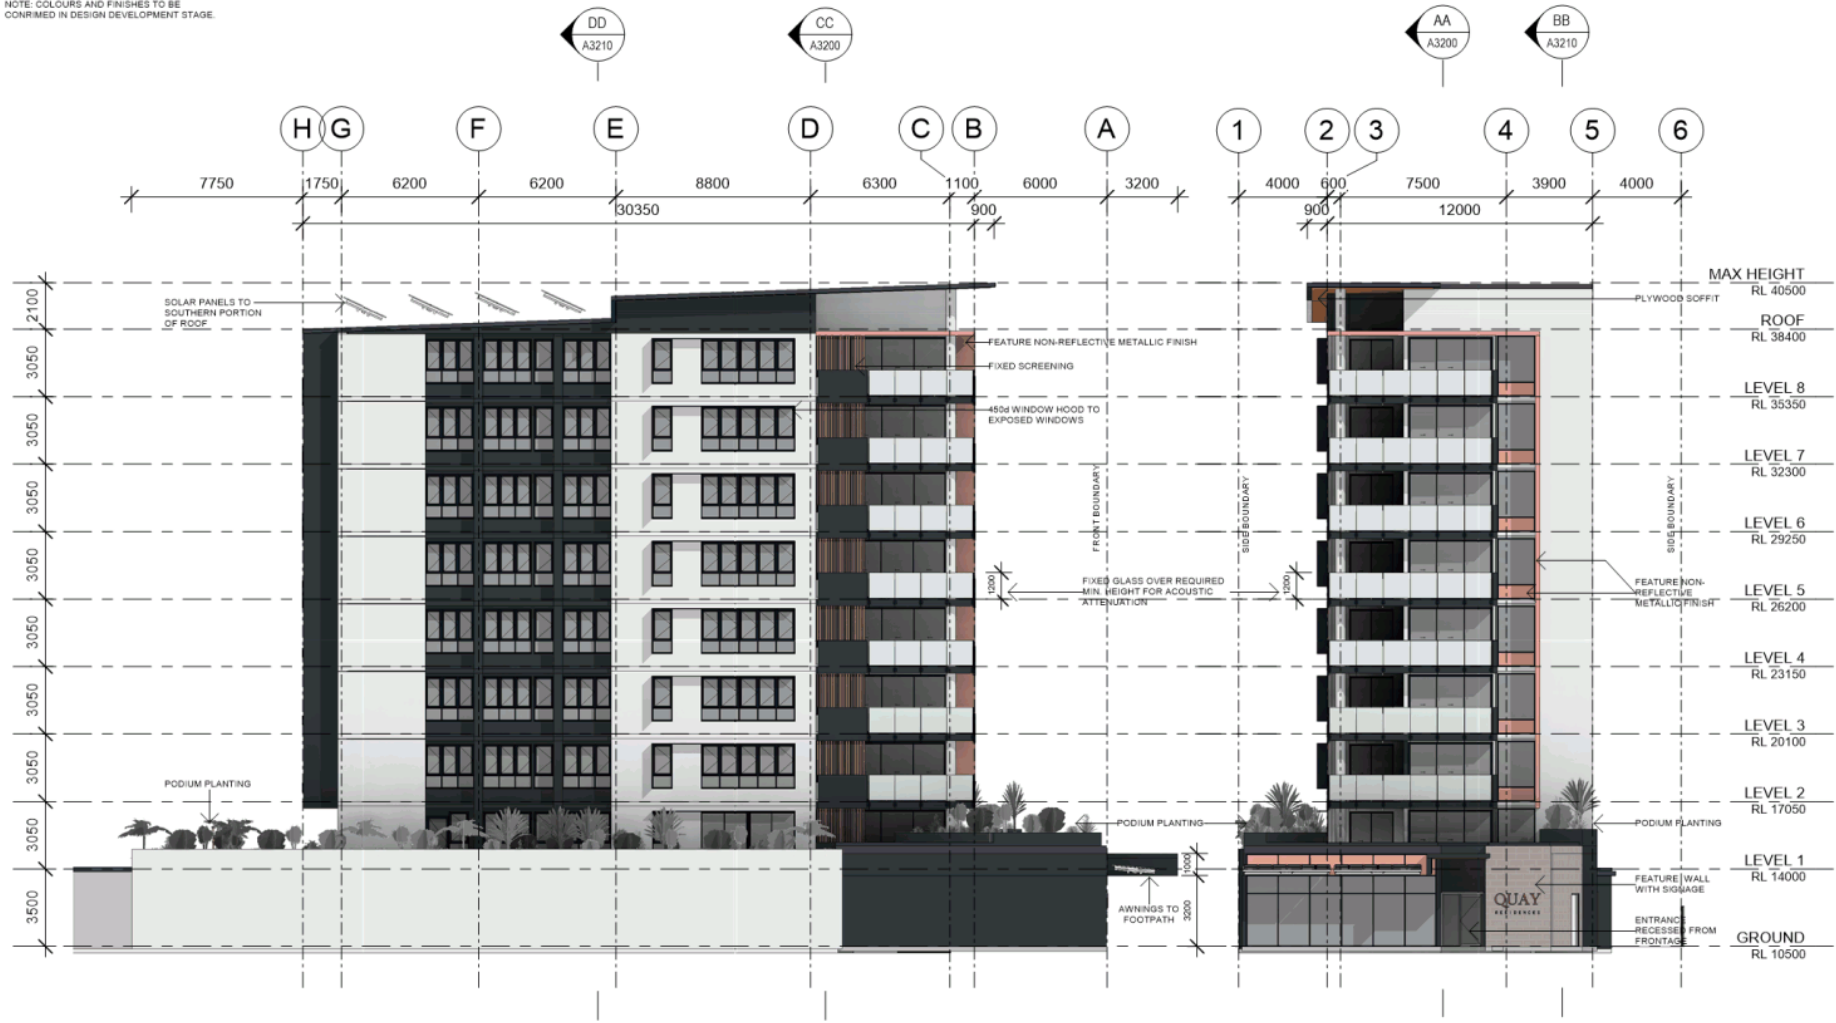 NOTE: COLOURS AND FINISHES TO BE
CONRIMED IN DESIGN DEVELOPMENT STAGE.
DD
A3210
CC
A3200
AA
A3200
BB
A3210
H
G
F
E
D
C
B
A
1
2
3
4
5
6
7750
1750
6200
6200
8800
6300
1100
6000
3200
4000
600
7500
3900
4000
30350
900
900
12000
2100
3050
3050
3050
3050
3050
3050
3050
3050
3500
SOLAR PANELS TO
SOUTHERN PORTION
OF ROOF
FEATURE NON-REFLECTIVE METALLIC FINISH
FIXED SCREENING
450d WINDOW HOOD TO
EXPOSED WINDOWS
FRONT BOUNDARY
SIDE BOUNDARY
SIDE BOUNDARY
1200
FIXED GLASS OVER REQUIRED
MIN. HEIGHT FOR ACOUSTIC
ATTENUATION
1200
PODIUM PLANTING
PODIUM PLANTING
1000
3200
AWNINGS TO
FOOTPATH
PLYWOOD SOFFIT
FEATURE NON-
REFLECTIVE
METALLIC FINISH
PODIUM PLANTING
FEATURE WALL
WITH SIGNAGE
QUAY
RESIDENCES
ENTRANCE
RECESSED FROM
FRONTAGE
MAX HEIGHT
RL 40500
ROOF
RL 38400
LEVEL 8
RL 35350
LEVEL 7
RL 32300
LEVEL 6
RL 29250
LEVEL 5
RL 26200
LEVEL 4
RL 23150
LEVEL 3
RL 20100
LEVEL 2
RL 17050
LEVEL 1
RL 14000
GROUND
RL 10500